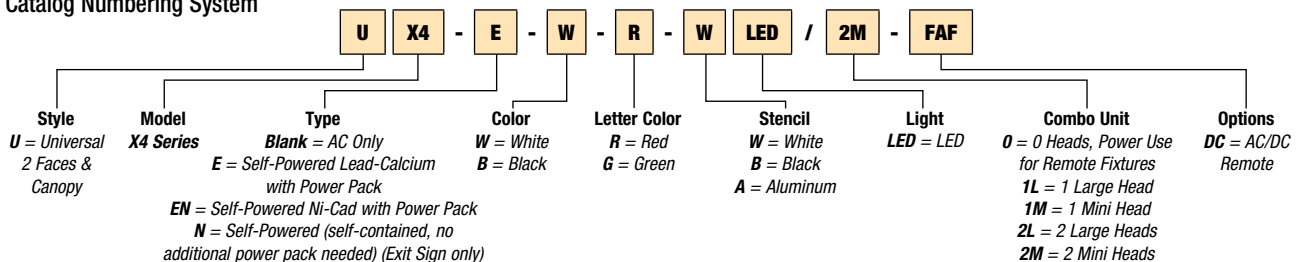 Catalog Numbering System
U X4 - E - W - R - W LED / 2M - FAF
Style
U = Universal
2 Faces &
Canopy
Model
X4 Series
Type
Blank = AC Only
E = Self-Powered Lead-Calcium
with Power Pack
EN = Self-Powered Ni-Cad with Power Pack
N = Self-Powered (self-contained, no
additional power pack needed) (Exit Sign only)
Color
W = White
B = Black
Letter Color
R = Red
G = Green
Stencil
W = White
B = Black
A = Aluminum
Light
LED = LED
Combo Unit
0 = 0 Heads, Power Use
for Remote Fixtures
1L = 1 Large Head
1M = 1 Mini Head
2L = 2 Large Heads
2M = 2 Mini Heads
Options
DC = AC/DC
Remote